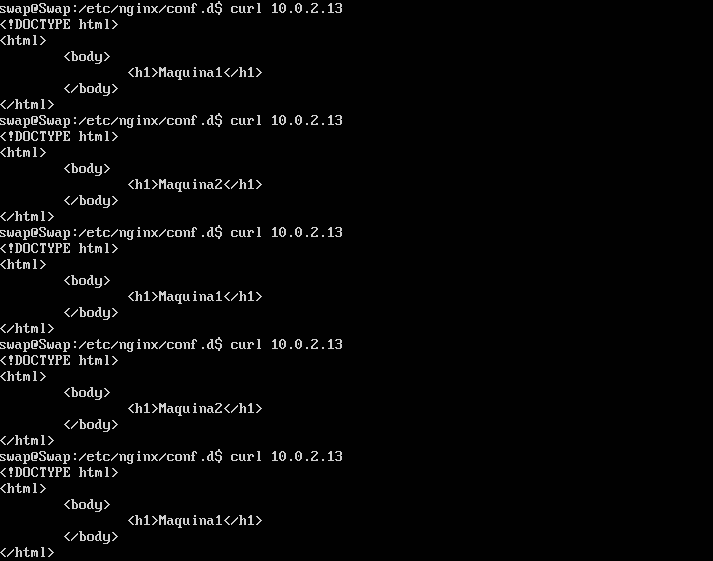 swap@Swap:/etc/nginx/conf.d$ curl 10.0.2.13
<!DOCTYPE html>
<html>
        <body>
                <h1>Maquina1</h1>
        </body>
</html>
swap@Swap:/etc/nginx/conf.d$ curl 10.0.2.13
<!DOCTYPE html>
<html>
        <body>
                <h1>Maquina2</h1>
        </body>
</html>
swap@Swap:/etc/nginx/conf.d$ curl 10.0.2.13
<!DOCTYPE html>
<html>
        <body>
                <h1>Maquina1</h1>
        </body>
</html>
swap@Swap:/etc/nginx/conf.d$ curl 10.0.2.13
<!DOCTYPE html>
<html>
        <body>
                <h1>Maquina2</h1>
        </body>
</html>
swap@Swap:/etc/nginx/conf.d$ curl 10.0.2.13
<!DOCTYPE html>
<html>
        <body>
                <h1>Maquina1</h1>
        </body>
</html>